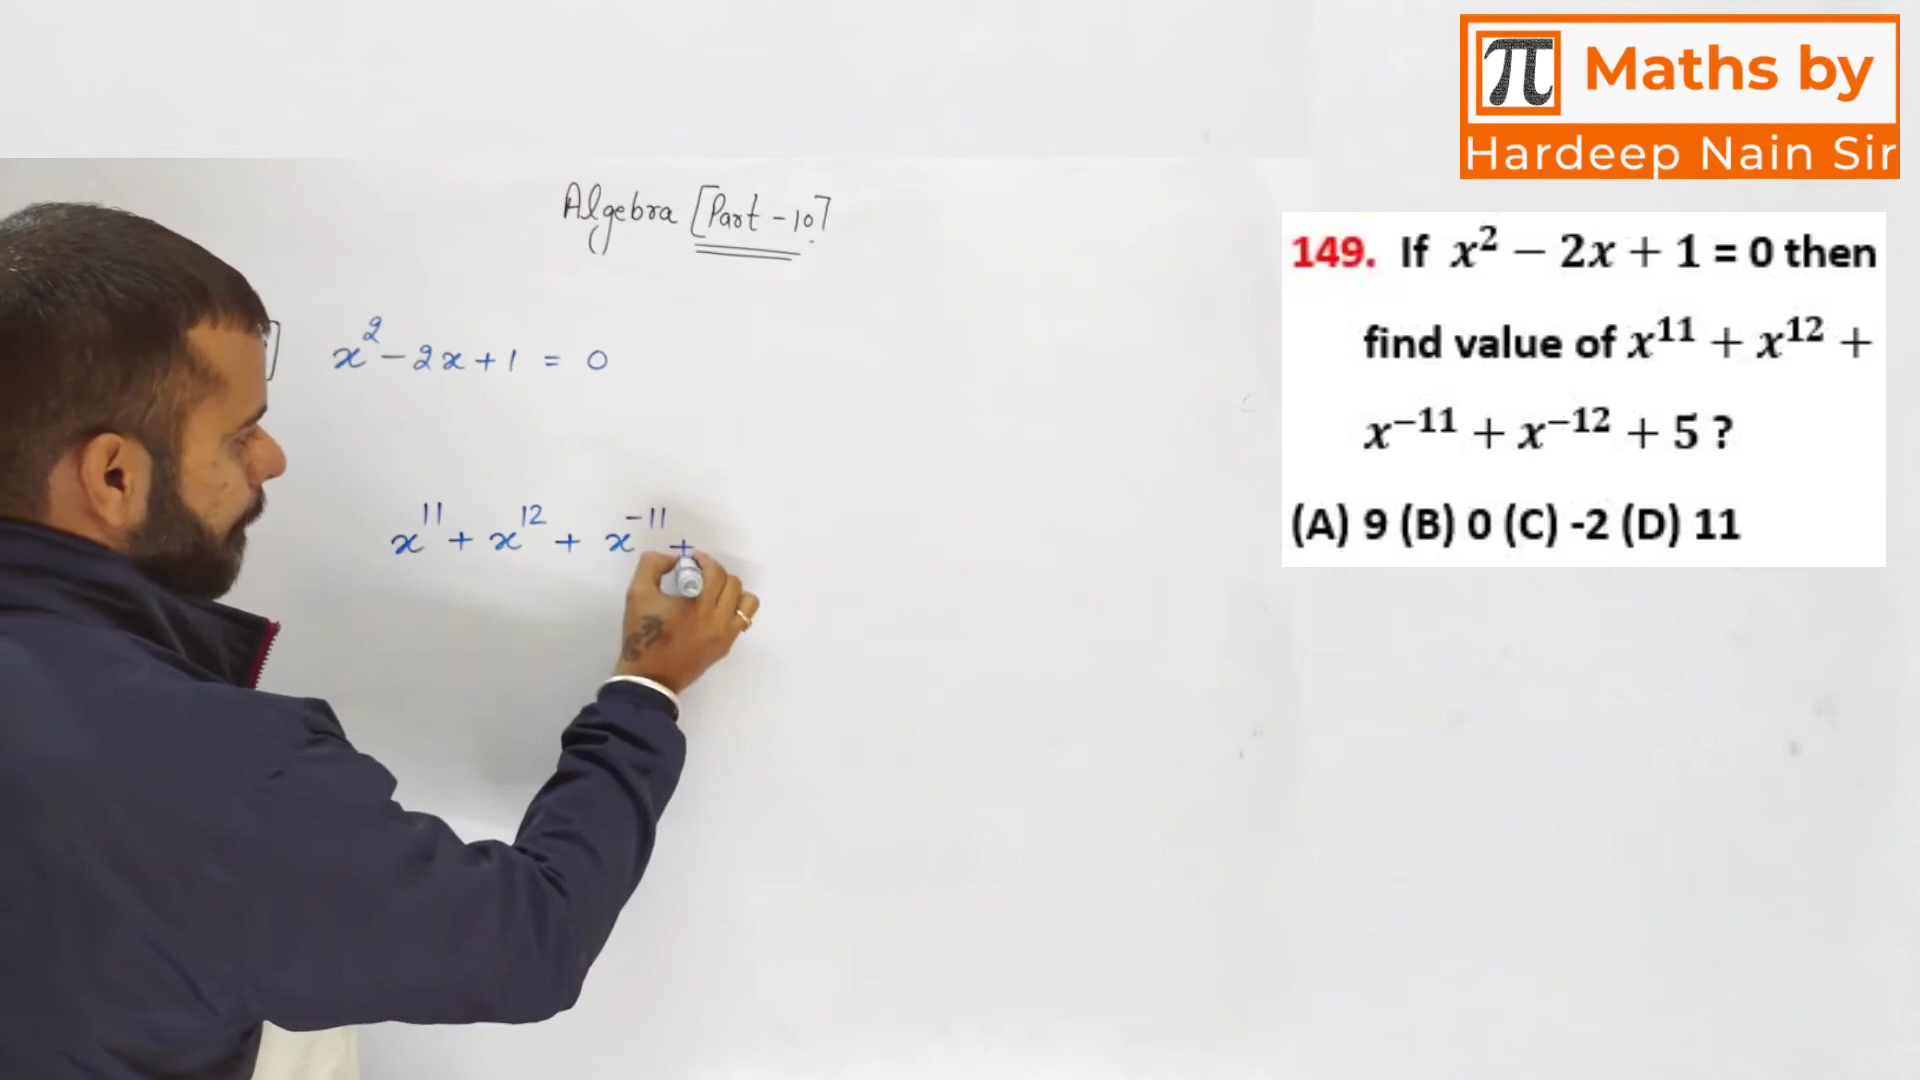 π Maths by
Hardeep Nain Sir
Algebra [Part-10]
149. If x² − 2x + 1 = 0 then
find value of x¹¹ + x¹² +
x⁻¹¹ + x⁻¹² + 5 ?
(A) 9 (B) 0 (C) -2 (D) 11
x² - 2x + 1 = 0
x¹¹ + x¹² + x⁻¹¹ +